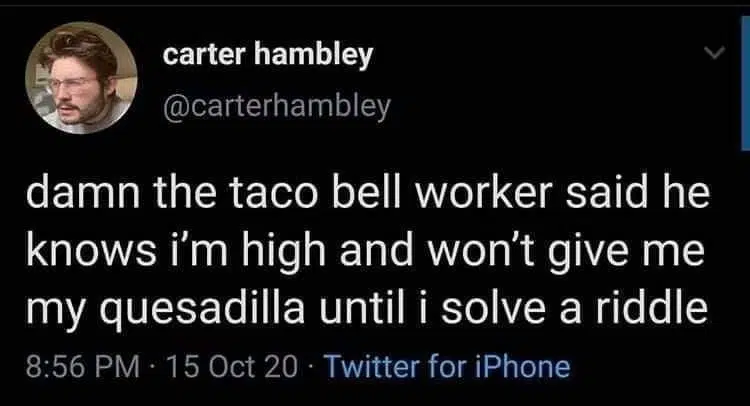 carter hambley
@carterhambley
damn the taco bell worker said he
knows i’m high and won’t give me
my quesadilla until i solve a riddle
8:56 PM · 15 Oct 20 · Twitter for iPhone